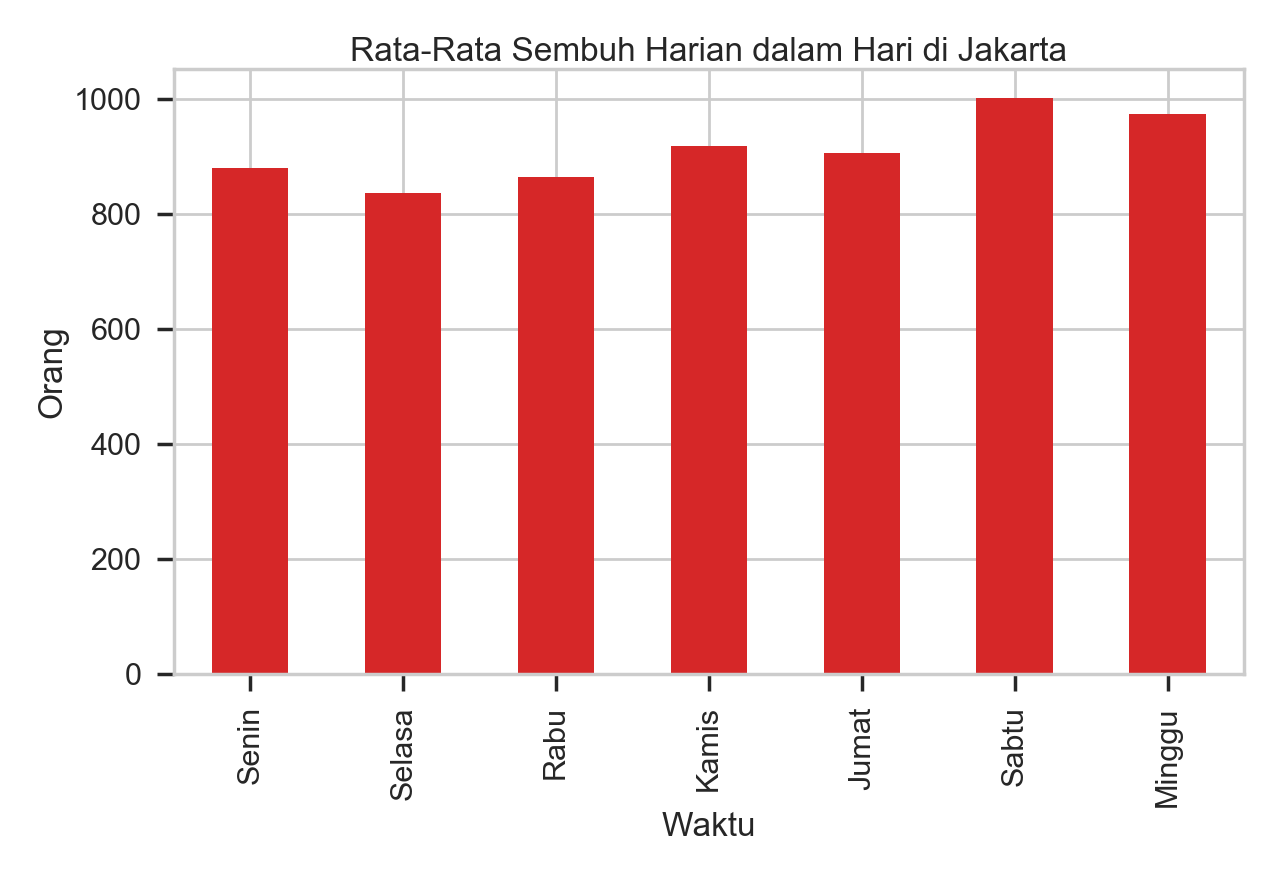 Rata-Rata Sembuh Harian dalam Hari di Jakarta
1000
800
600
400
200
0
Orang
Senin
Selasa
Rabu
Kamis
Jumat
Sabtu
Minggu
Waktu